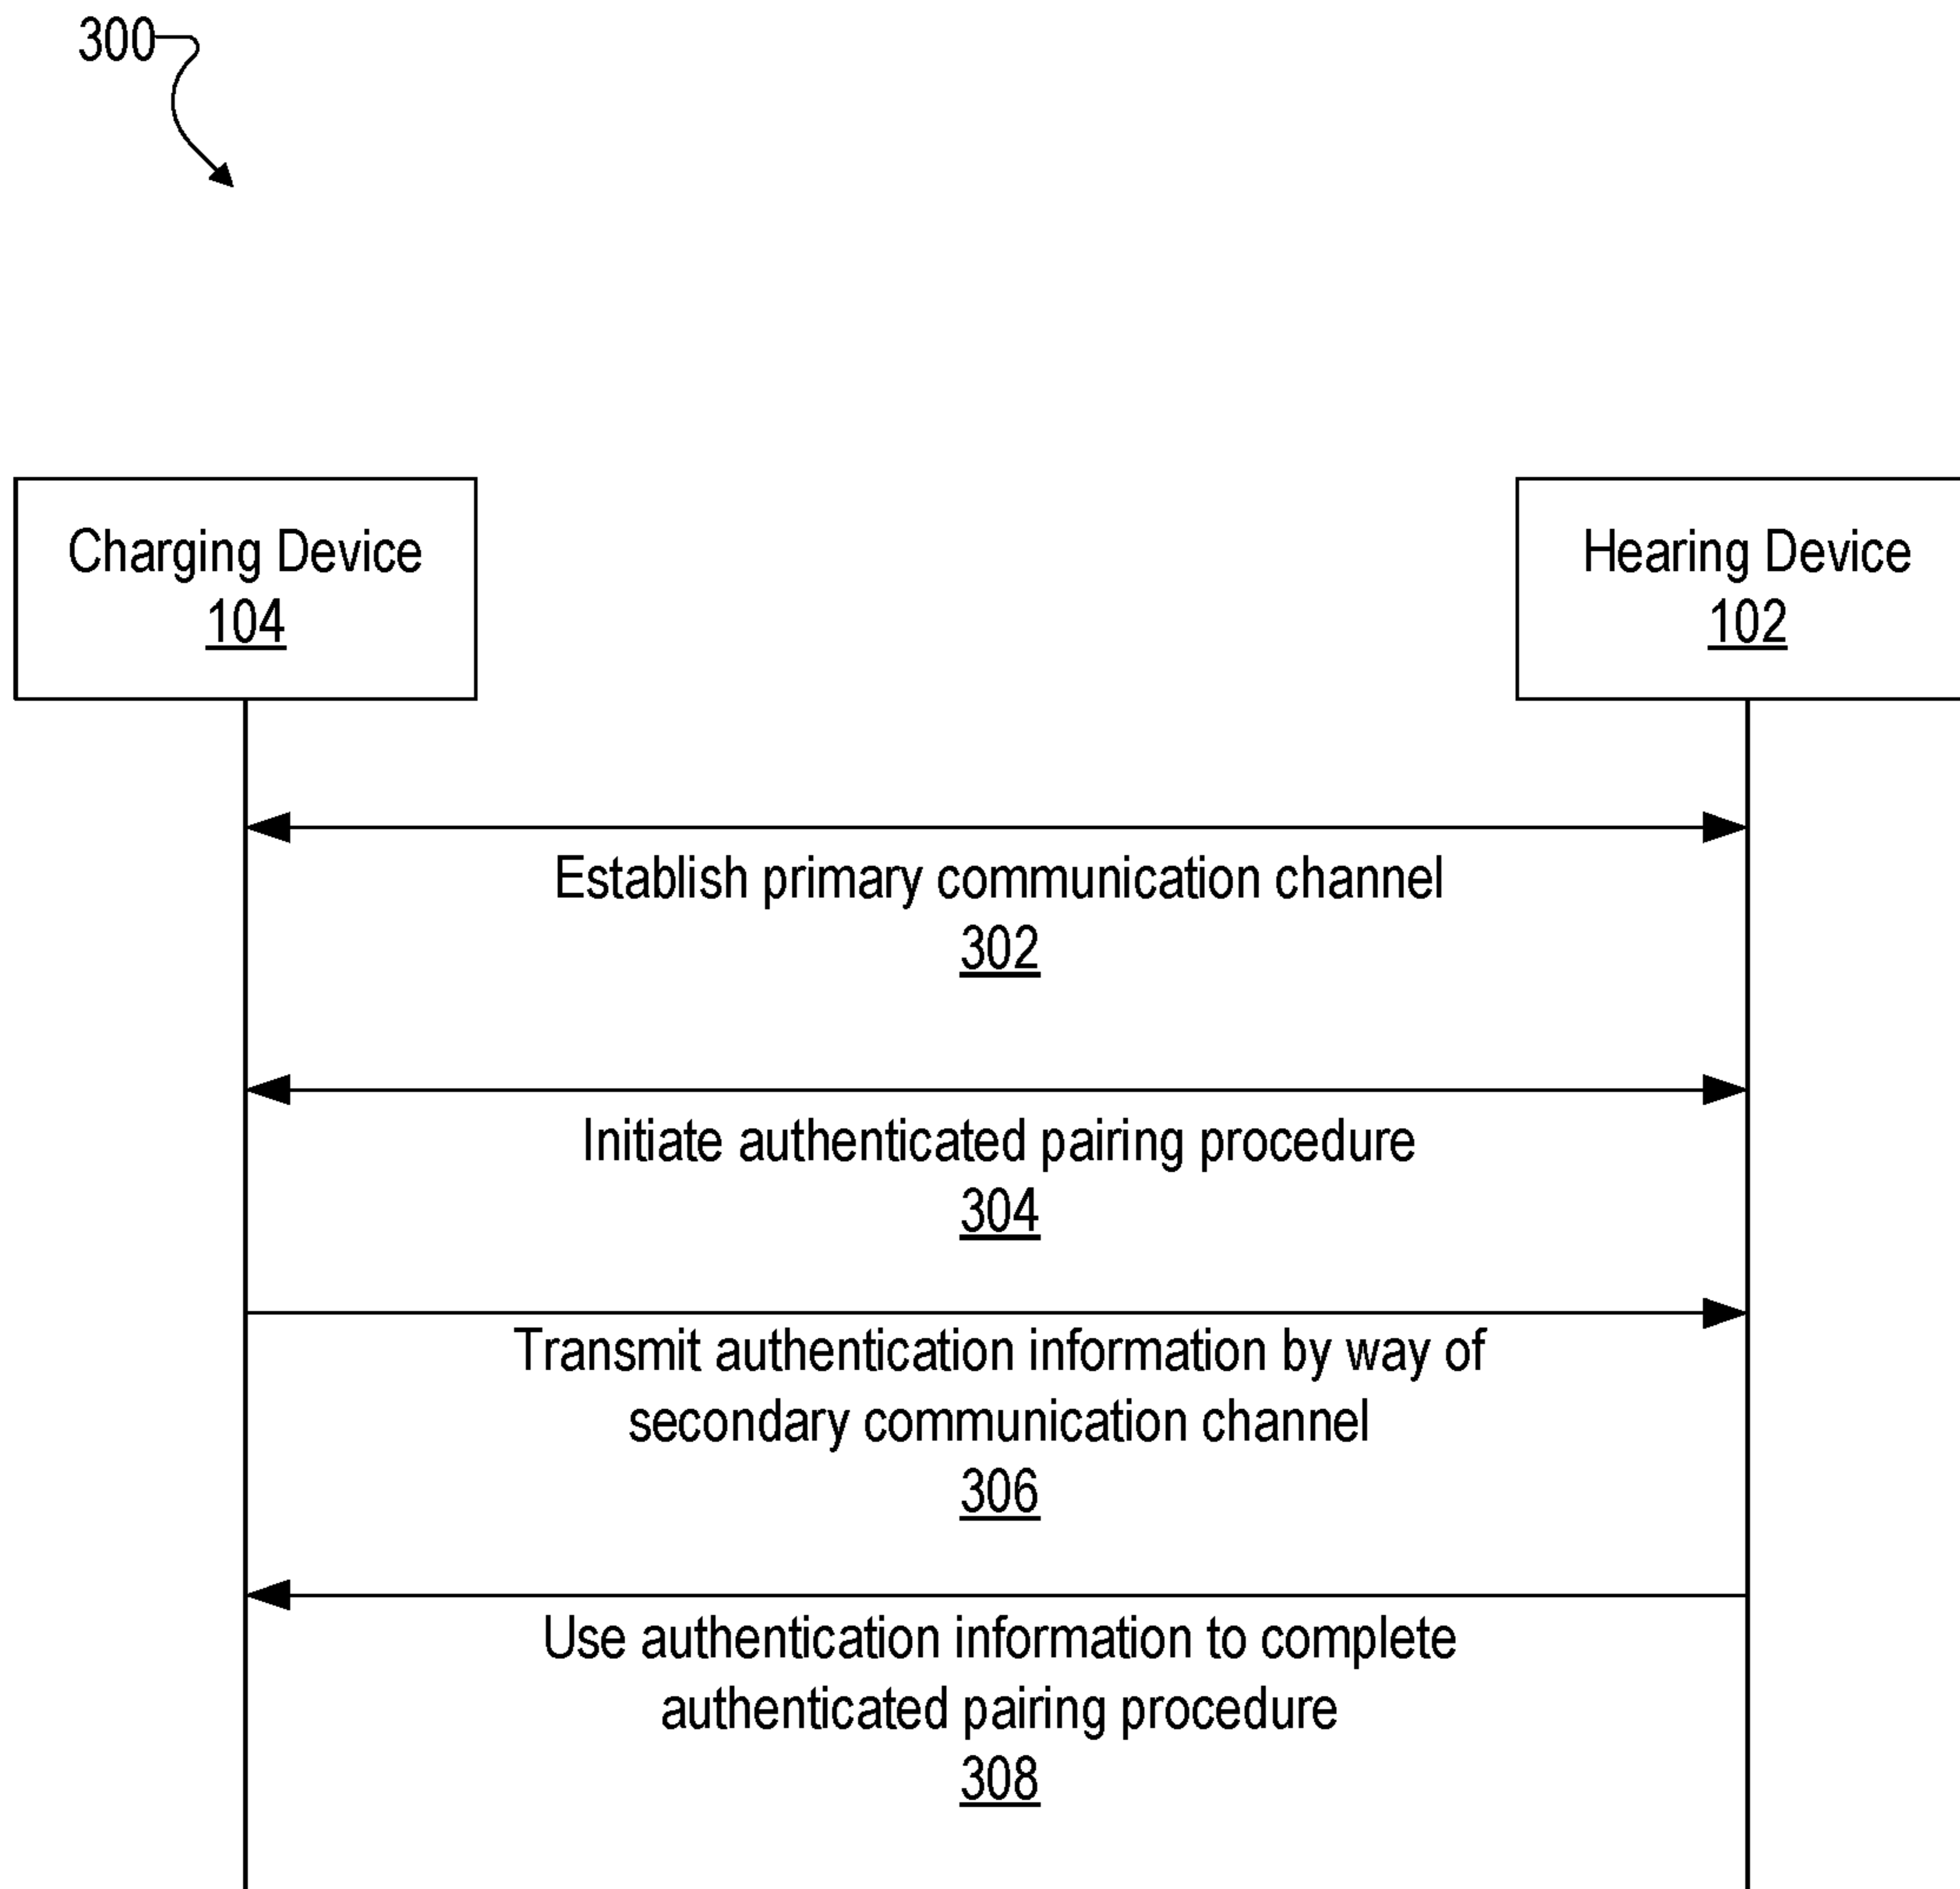 300
Charging Device
104
Hearing Device
102
Establish primary communication channel
302
Initiate authenticated pairing procedure
304
Transmit authentication information by way of
secondary communication channel
306
Use authentication information to complete
authenticated pairing procedure
308